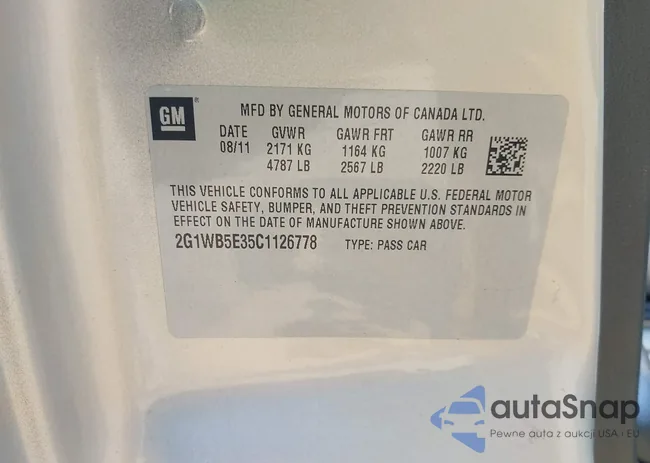 GM
MFD BY GENERAL MOTORS OF CANADA LTD.
DATE GVWR GAWR FRT GAWR RR
08/11 2171 KG 1164 KG 1007 KG
4787 LB 2567 LB 2220 LB
THIS VEHICLE CONFORMS TO ALL APPLICABLE U.S. FEDERAL MOTOR
VEHICLE SAFETY, BUMPER, AND THEFT PREVENTION STANDARDS IN
EFFECT ON THE DATE OF MANUFACTURE SHOWN ABOVE.
2G1WB5E35C1126778 TYPE: PASS CAR
autaSnap
Pewne auta z aukcji USA i EU